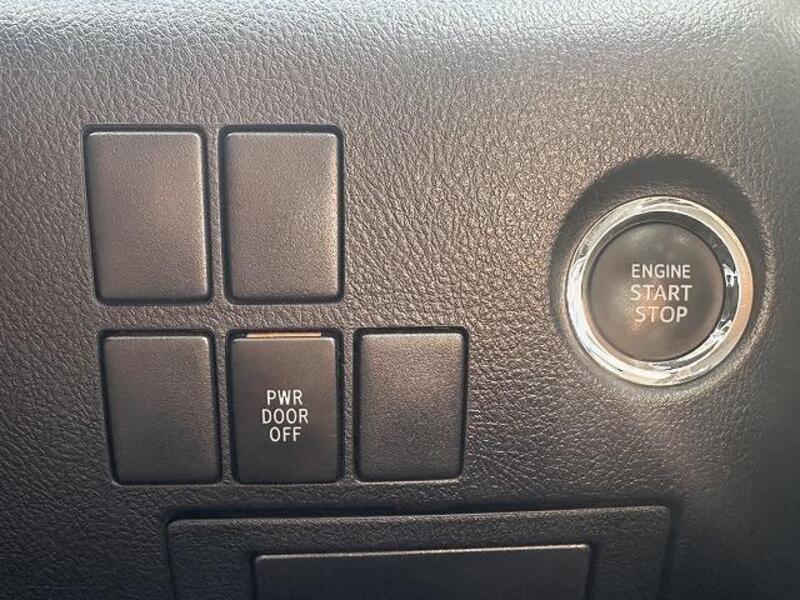 ENGINE
START
STOP
PWR
DOOR
OFF